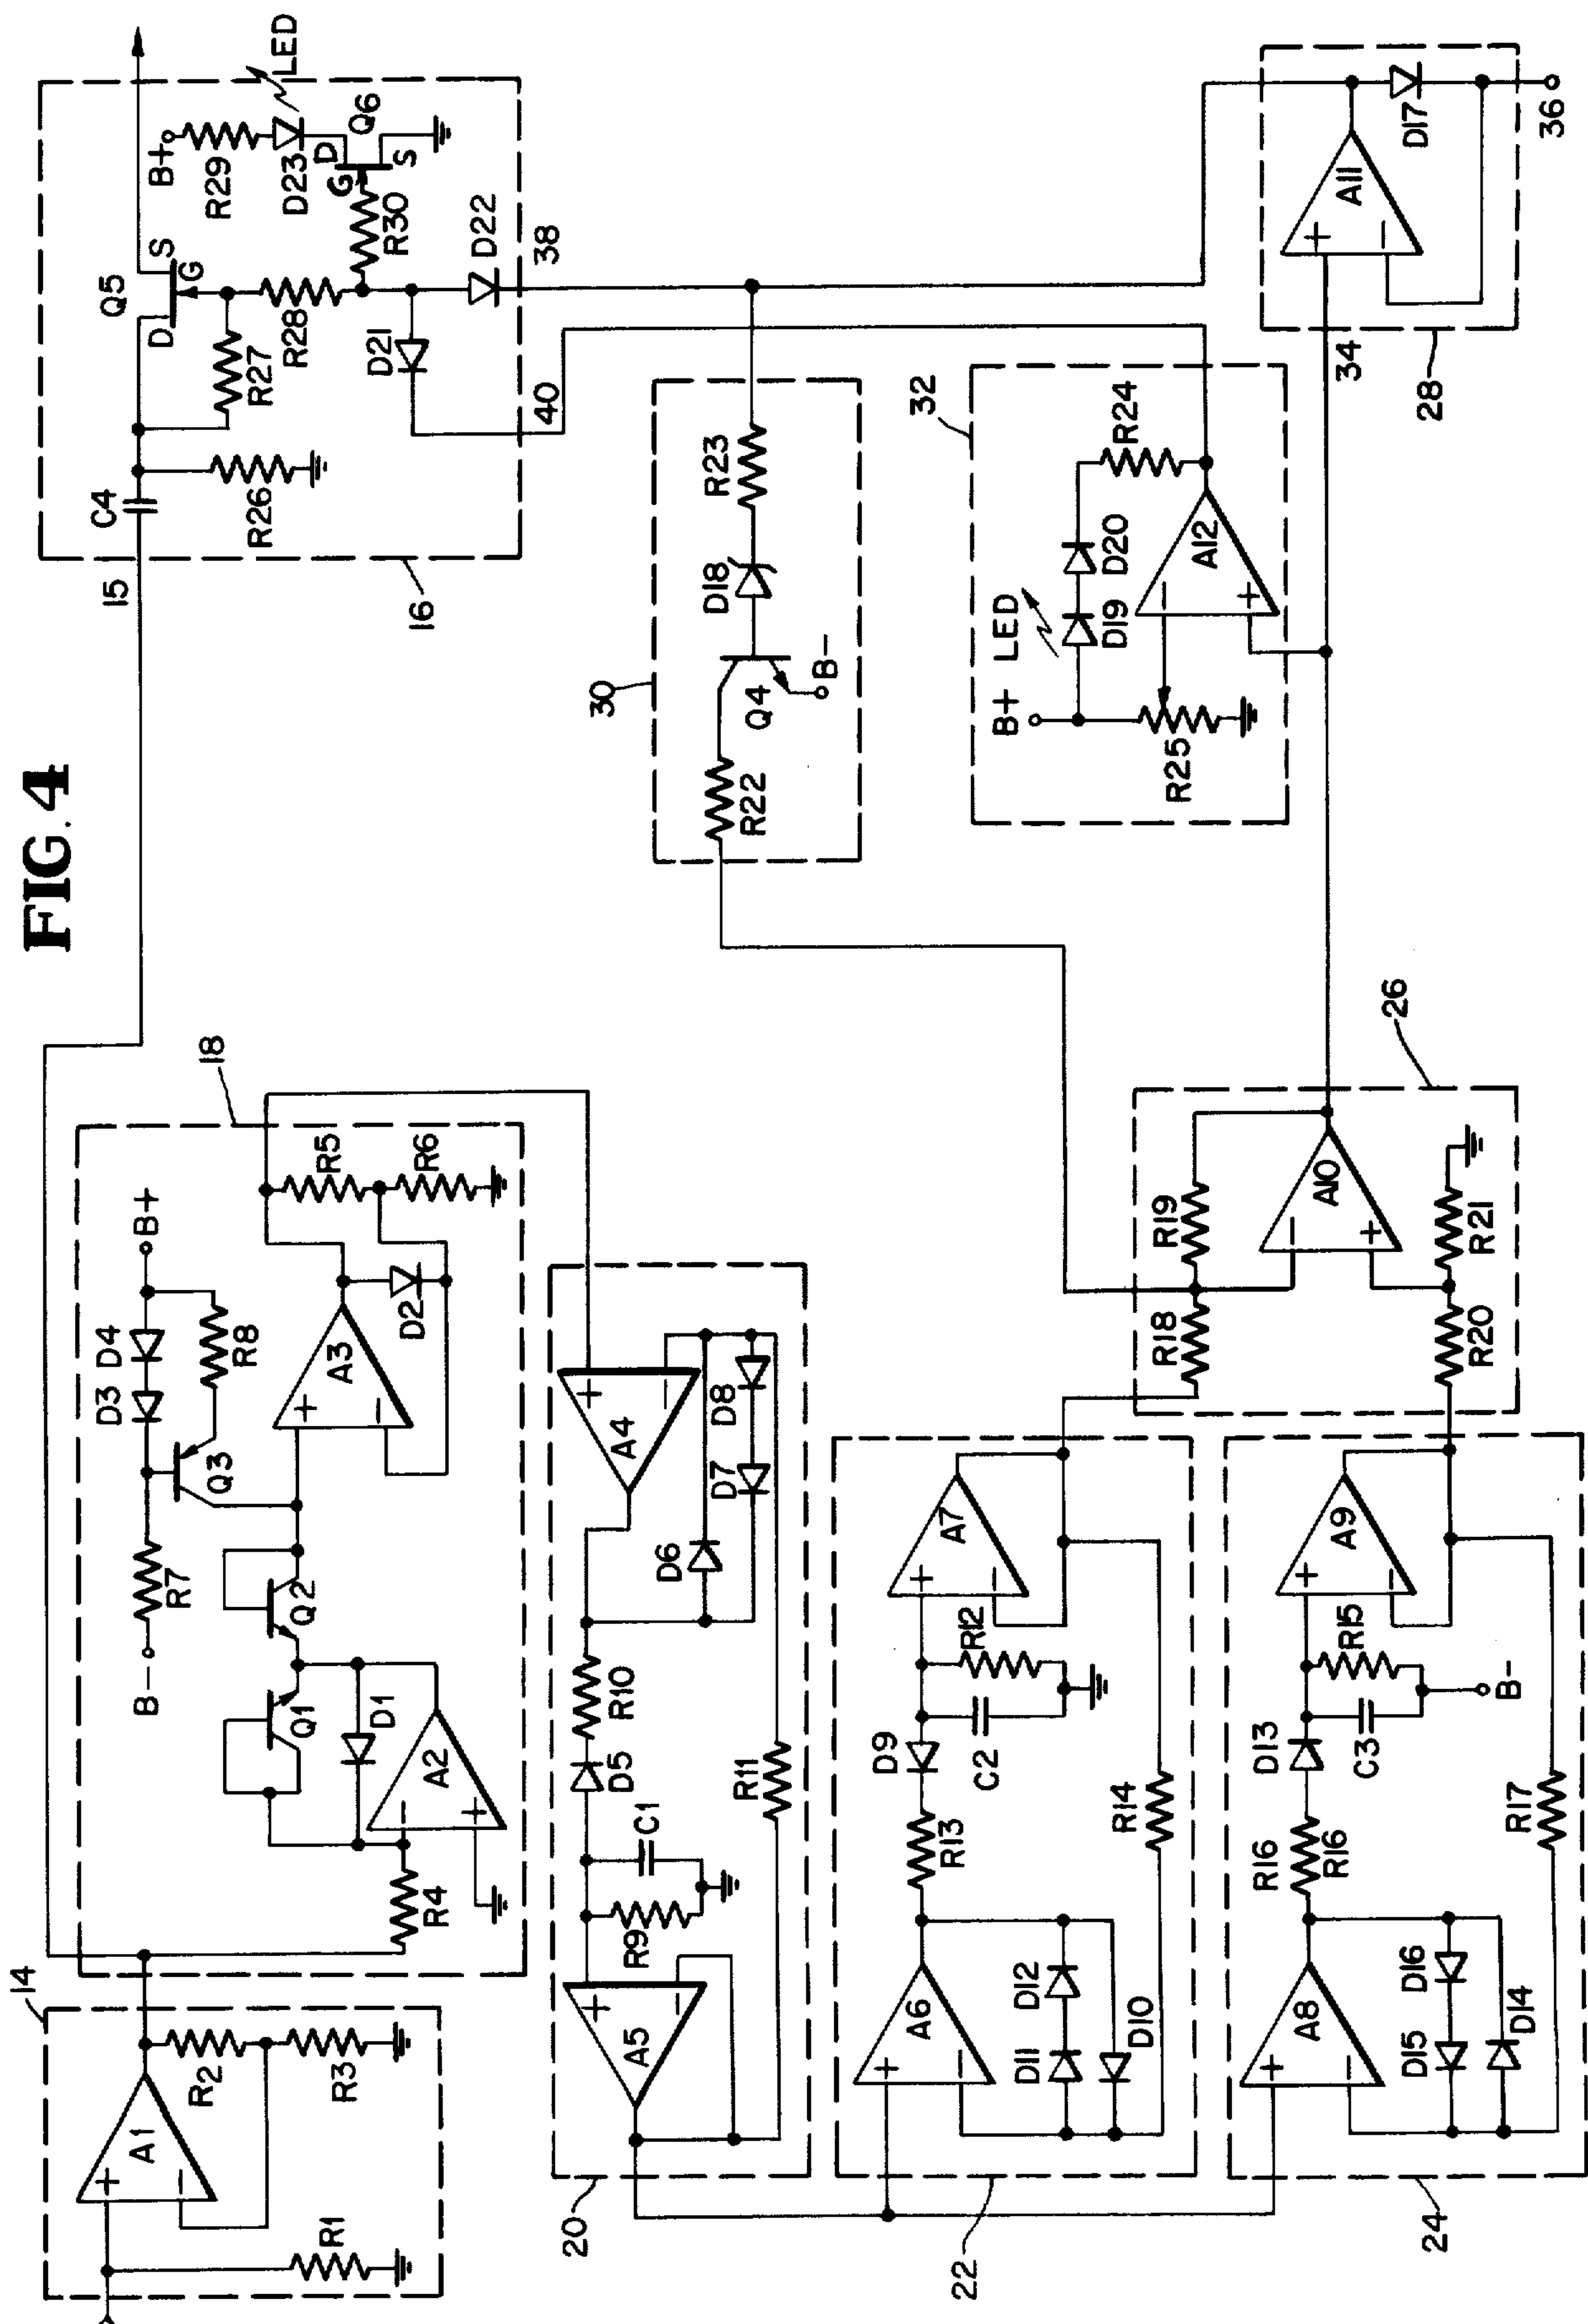 FIG. 4
14
A1
+
−
R1
R2
R3
15
18
B−
R7
D3
D4
B+
Q3
R8
Q1
Q2
D1
A2
−
+
R4
A3
+
−
D2
R5
R6
20
A5
+
−
R9
C1
D5
R10
A4
+
−
D6
D7
D8
R11
22
A6
+
−
D11
D12
D10
R13
D9
C2
R12
A7
+
−
R14
24
A8
+
−
D15
D16
D14
R16
R16
D13
C3
R15
B−
A9
+
−
R17
26
R18
R19
A10
−
+
R20
R21
30
R22
Q4
B−
D18
R23
32
B+
LED
D19
D20
R24
R25
A12
−
+
34
28
A11
+
−
D17
36
16
C4
R26
R27
Q5
D
S
G
R28
D21
D22
R30
B+
R29
D23
LED
Q6
D
G
S
40
38